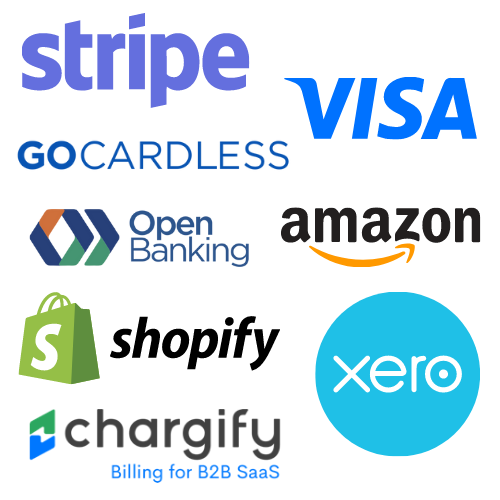 stripe
VISA
GOCARDLESS
Open
Banking
amazon
S
shopify
xero
chargify
Billing for B2B SaaS